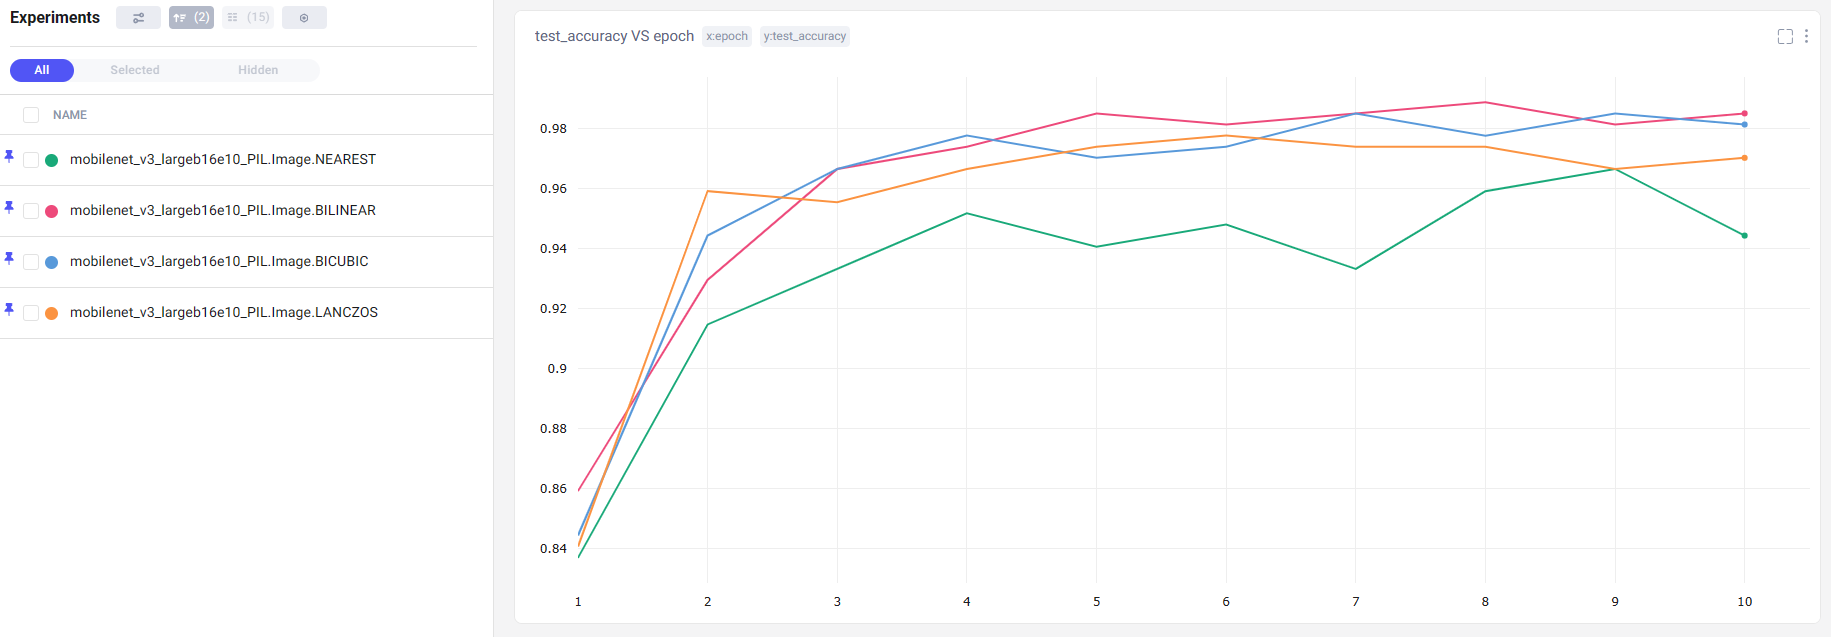 Experiments (2) (15)
All Selected Hidden
NAME
mobilenet_v3_largeb16e10_PIL.Image.NEAREST
mobilenet_v3_largeb16e10_PIL.Image.BILINEAR
mobilenet_v3_largeb16e10_PIL.Image.BICUBIC
mobilenet_v3_largeb16e10_PIL.Image.LANCZOS
test_accuracy VS epoch x:epoch y:test_accuracy
0.98
0.96
0.94
0.92
0.9
0.88
0.86
0.84
1 2 3 4 5 6 7 8 9 10